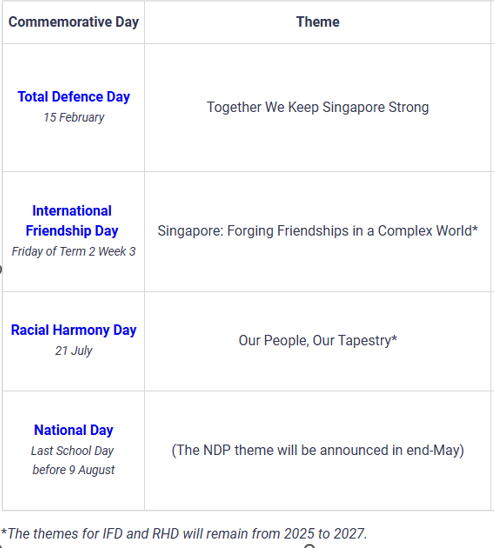 Commemorative Day
Theme
Total Defence Day
15 February
Together We Keep Singapore Strong
International
Friendship Day
Friday of Term 2 Week 3
Singapore: Forging Friendships in a Complex World*
Racial Harmony Day
21 July
Our People, Our Tapestry*
National Day
Last School Day
before 9 August
(The NDP theme will be announced in end-May)
*The themes for IFD and RHD will remain from 2025 to 2027.